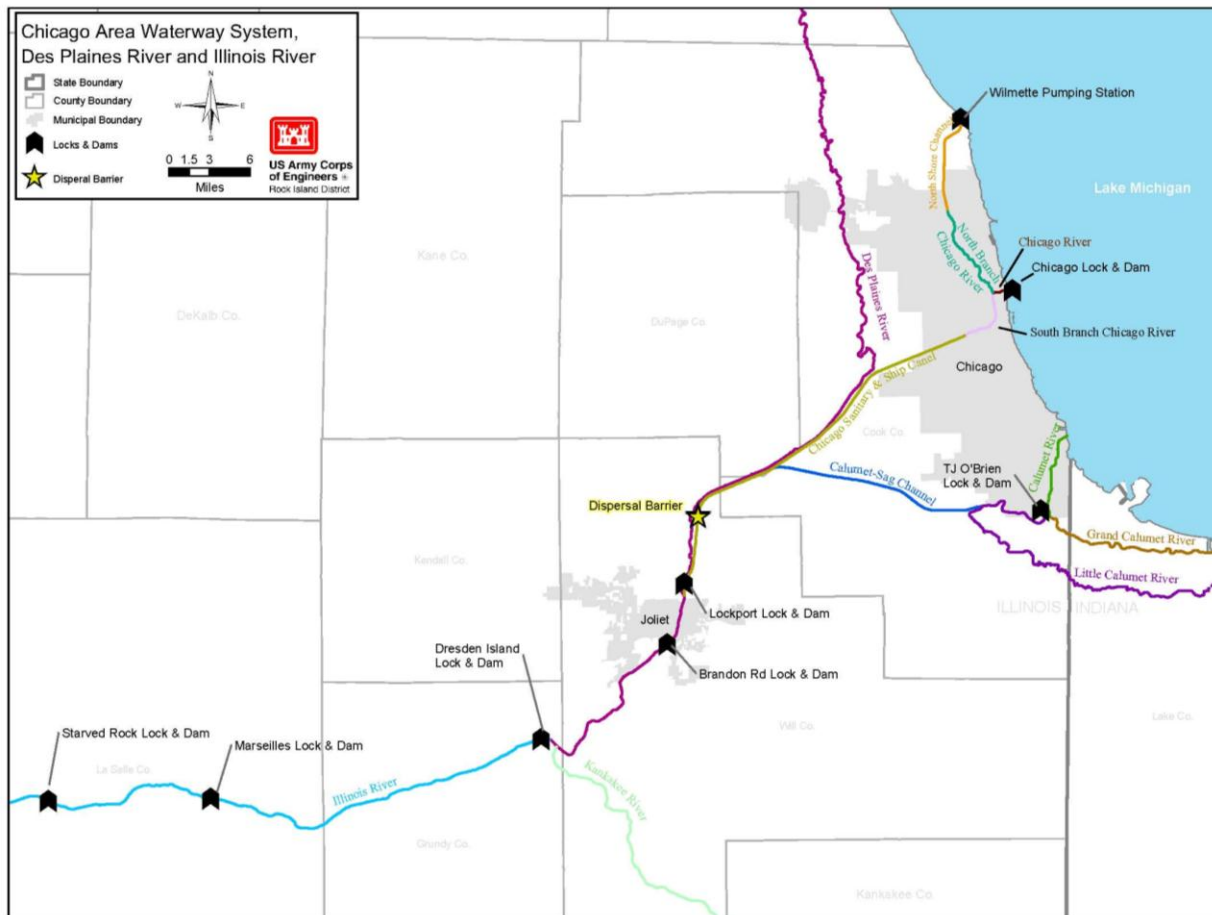 Chicago Area Waterway System,
Des Plaines River and Illinois River
State Boundary
County Boundary
Municipal Boundary
Locks & Dams
Disperal Barrier
N
W
E
S
0 1.5 3 6
Miles
US Army Corps
of Engineers ®
Rock Island District
Wilmette Pumping Station
North Shore Channel
Lake Michigan
North Branch
Chicago River
Chicago River
Chicago Lock & Dam
South Branch Chicago River
Kane Co.
DeKalb Co.
DuPage Co.
Des Plaines River
Chicago
Chicago Sanitary & Ship Canal
Cook Co.
Calumet River
TJ O'Brien
Lock & Dam
Calumet-Sag Channel
Dispersal Barrier
Grand Calumet River
Little Calumet River
Kendall Co.
ILLINOIS
INDIANA
Lockport Lock & Dam
Joliet
Dresden Island
Lock & Dam
Brandon Rd Lock & Dam
Will Co.
Lake Co.
Starved Rock Lock & Dam
Marseilles Lock & Dam
La Salle Co.
Illinois River
Kankakee River
Grundy Co.
Kankakee Co.